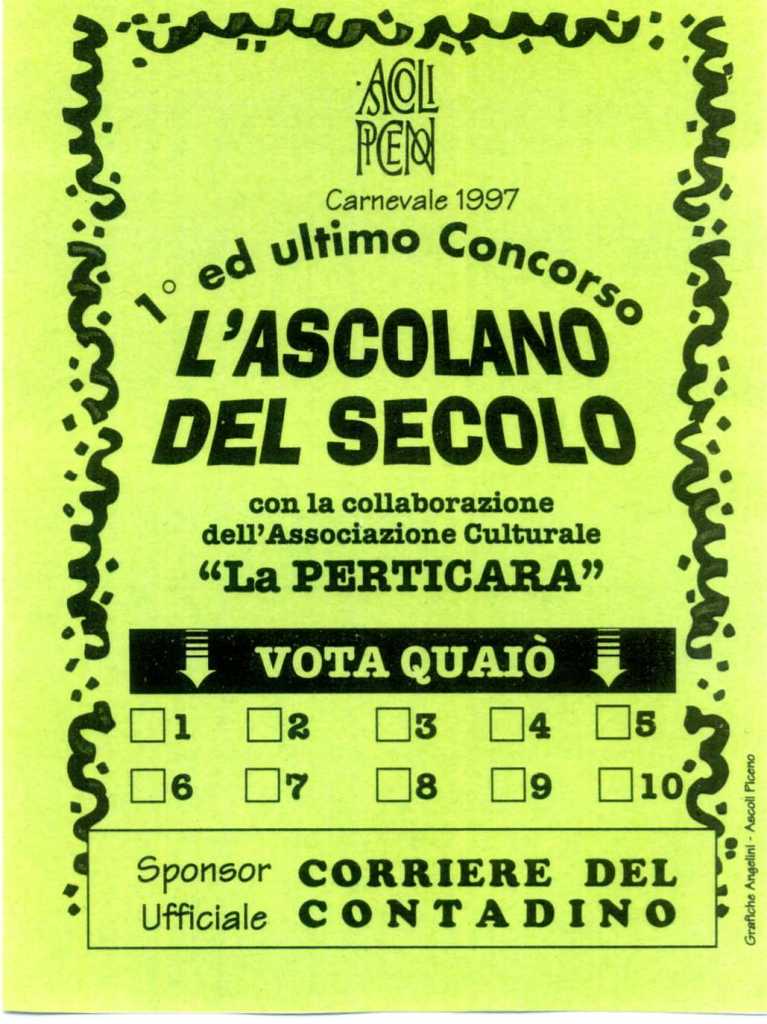 ASCOLI
PICENO
Carnevale 1997
1° ed ultimo Concorso
L'ASCOLANO
DEL SECOLO
con la collaborazione
dell'Associazione Culturale
“La PERTICARA”
VOTA QUAIÒ
1 2 3 4 5
6 7 8 9 10
Sponsor CORRIERE DEL
Ufficiale CONTADINO
Grafiche Angelini - Ascoli Piceno